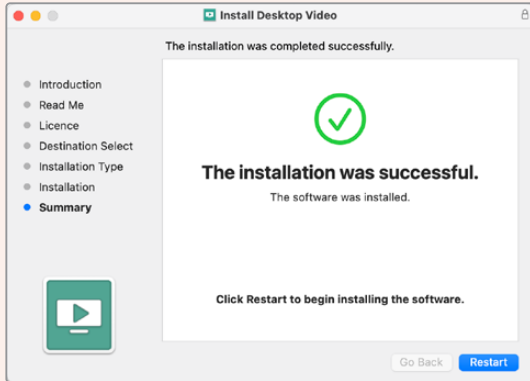 Install Desktop Video
The installation was completed successfully.
Introduction
Read Me
Licence
Destination Select
Installation Type
Installation
Summary
The installation was successful.
The software was installed.
Click Restart to begin installing the software.
Go Back
Restart